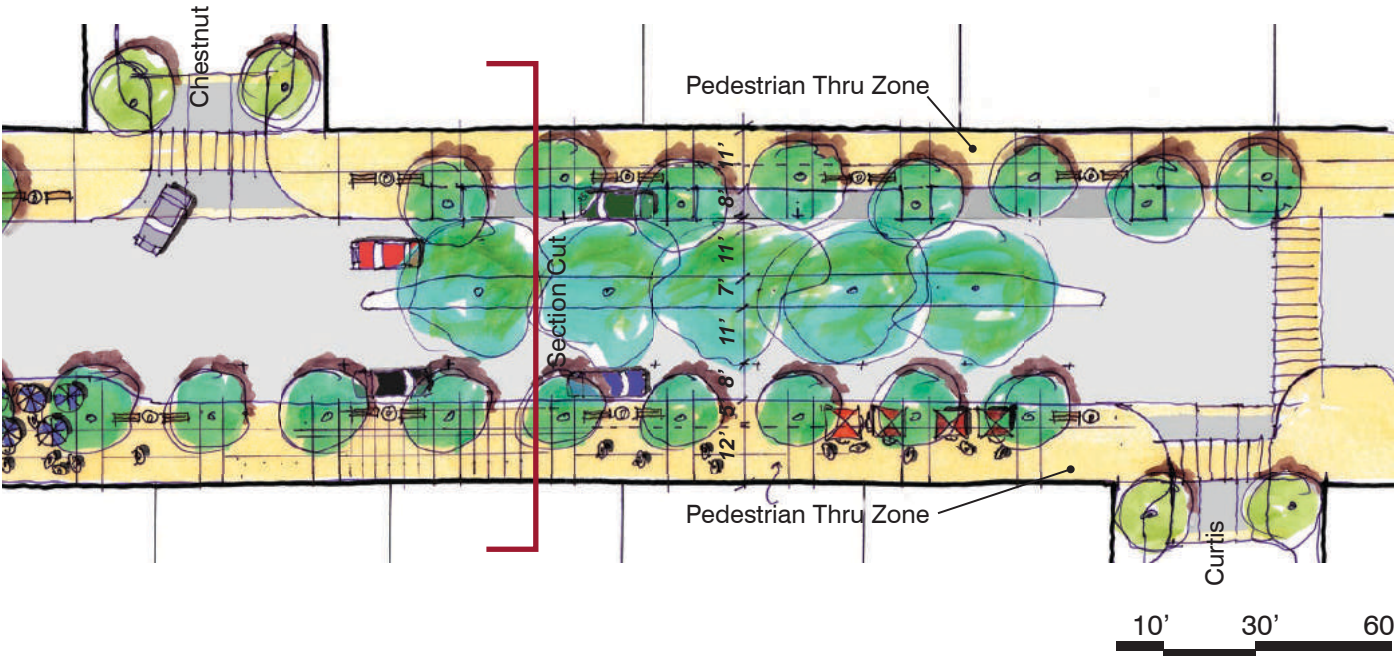 Chestnut
Pedestrian Thru Zone
11'
8'
11'
7'
11'
8'
5'
12'
Section Cut
Pedestrian Thru Zone
Curtis
10' 30' 60